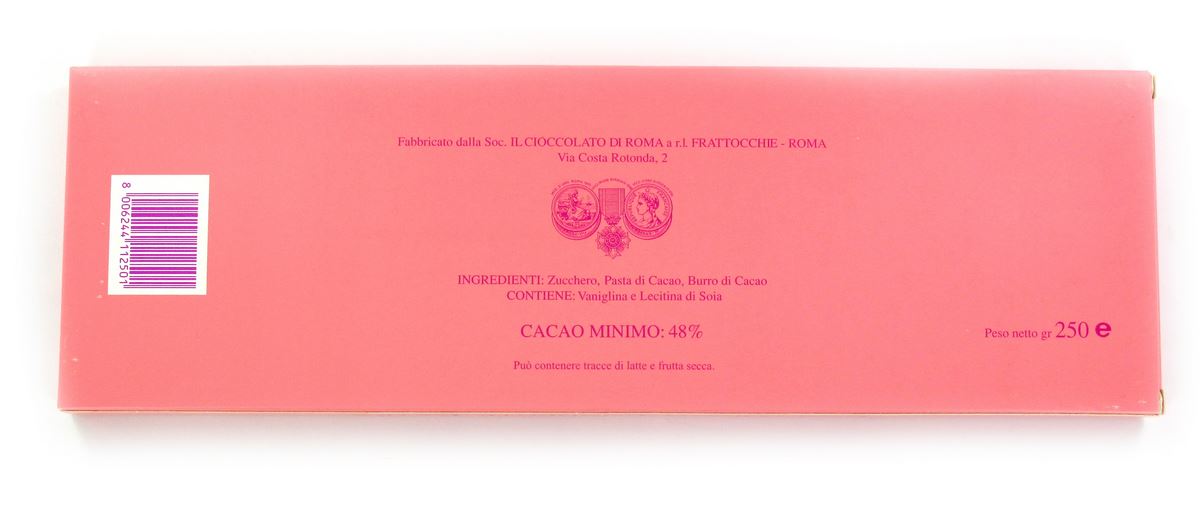 Fabbricato dalla Soc. IL CIOCCOLATO DI ROMA a r.l. FRATTOCCHIE - ROMA
Via Costa Rotonda, 2
8 006244 112501
INGREDIENTI: Zucchero, Pasta di Cacao, Burro di Cacao
CONTIENE: Vaniglina e Lecitina di Soia
CACAO MINIMO: 48%
Peso netto gr 250 e
Può contenere tracce di latte e frutta secca.